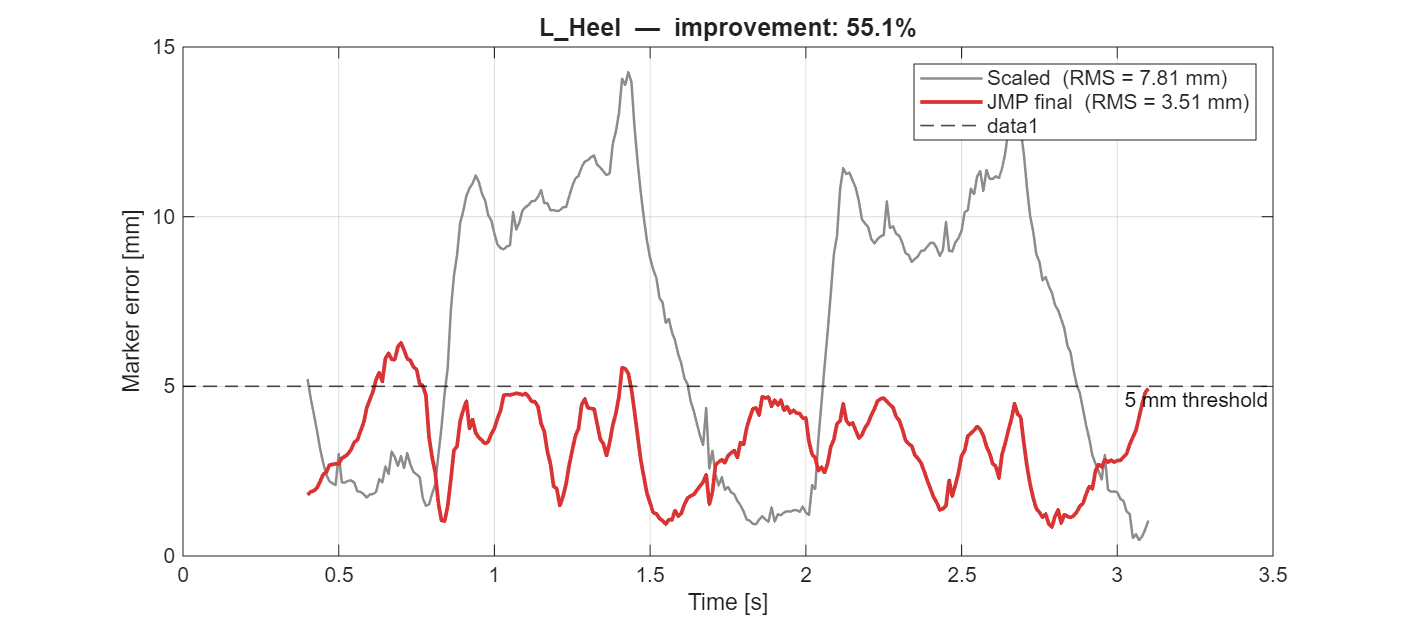 L_Heel — improvement: 55.1%
Scaled (RMS = 7.81 mm)
JMP final (RMS = 3.51 mm)
data1
15
10
5
0
Marker error [mm]
5 mm threshold
0 0.5 1 1.5 2 2.5 3 3.5
Time [s]